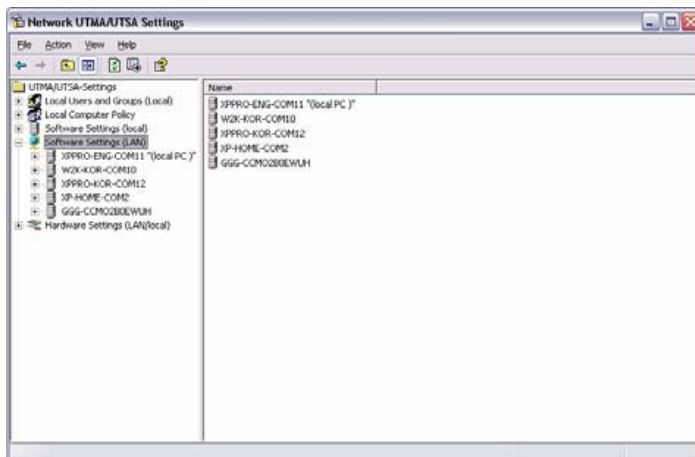 Network UTMA/UTSA Settings
File Action View Help
UTMA/UTSA-Settings
Local Users and Groups (Local)
Local Computer Policy
Software Settings (local)
Software Settings (LAN)
XPPRO-ENG-COM11 "(local PC )"
W2K-KOR-COM10
XPPRO-KOR-COM12
XP-HOME-COM2
GGG-CCMO2B0EWUH
Hardware Settings (LAN/local)
Name
XPPRO-ENG-COM11 "(local PC )"
W2K-KOR-COM10
XPPRO-KOR-COM12
XP-HOME-COM2
GGG-CCMO2B0EWUH